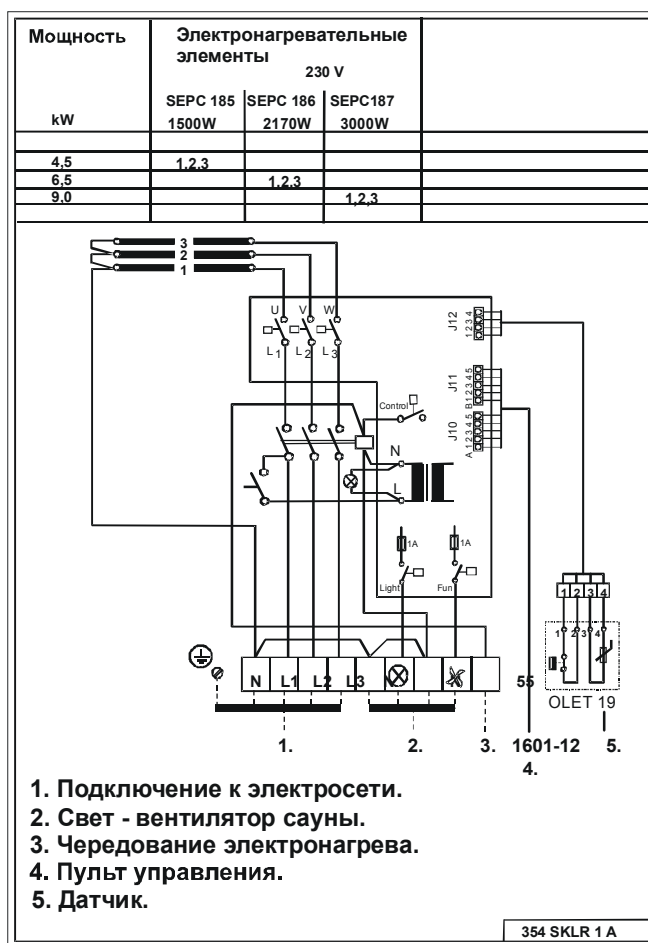 Мощность
Электронагревательные
элементы
230 V
SEPC 185 SEPC 186 SEPC187
kW 1500W 2170W 3000W
4,5 1.2.3
6,5 1.2.3
9,0 1,2,3
3
2
1
U V W
L1 L2 L3
J12
1 2 3 4
J11
B 1 2 3 4 5
J10
A 1 2 3 4 5
Control
N
L
1A 1A
Light Fun
1 2 3 4
1 2 3 4
N L1 L2 L3 N 55
OLET 19
1. 2. 3. 1601-12 5.
4.
1. Подключение к электросети.
2. Свет - вентилятор сауны.
3. Чередование электронагрева.
4. Пульт управления.
5. Датчик.
354 SKLR 1 A